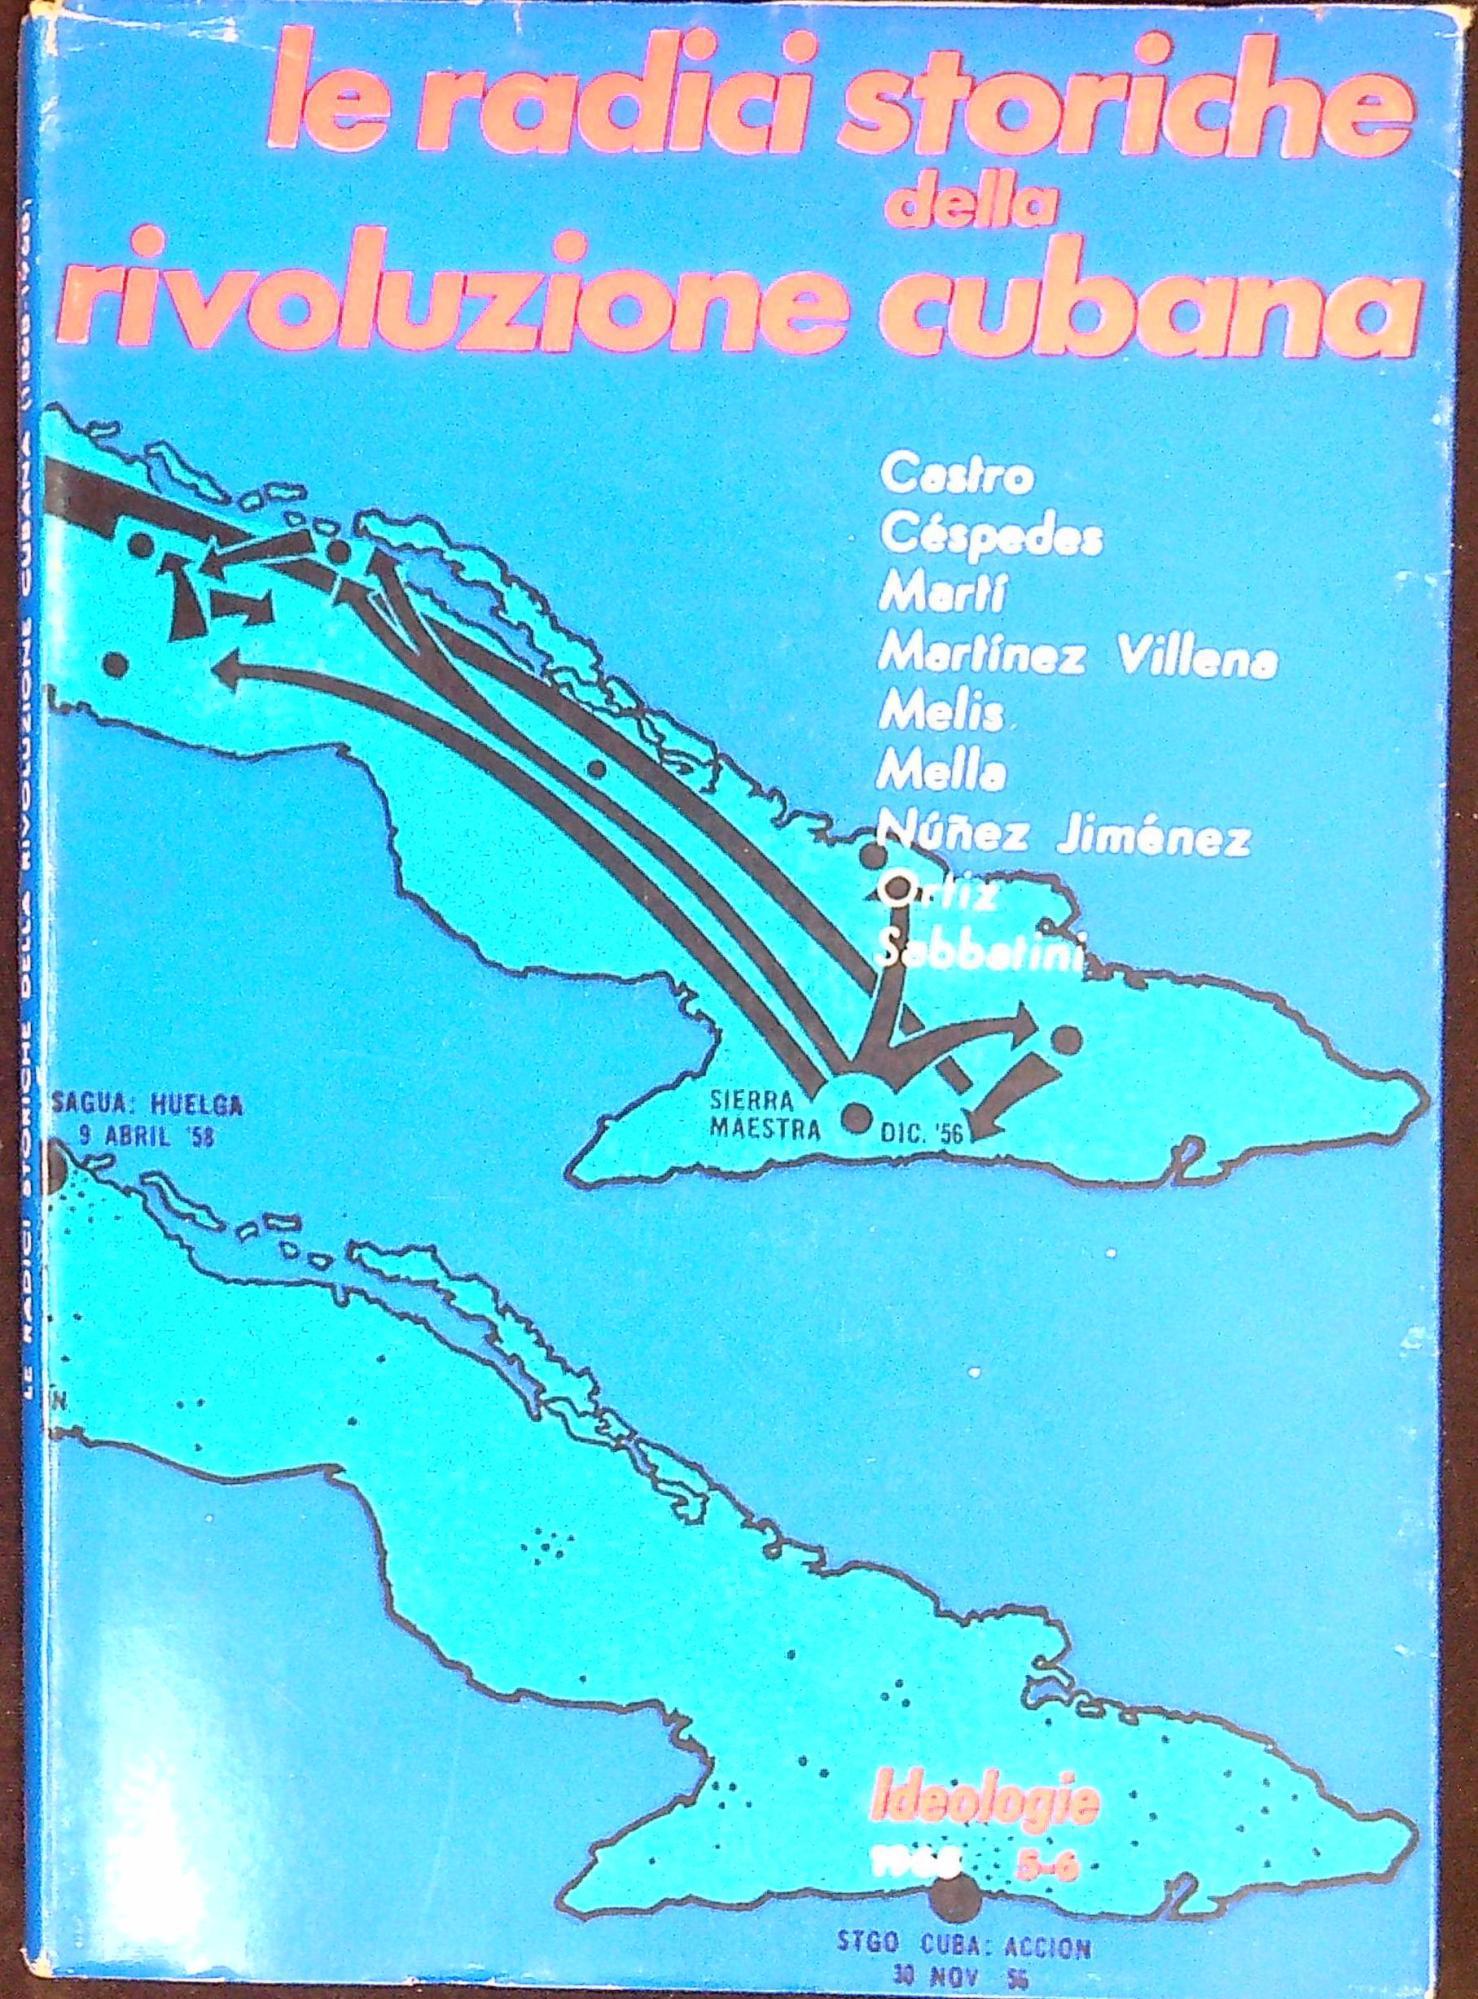 le radici storiche
della
rivoluzione cubana
Castro
Céspedes
Martí
Martínez Villena
Melis
Mella
Núñez Jiménez
Ortiz
Sabbatini
SIERRA
MAESTRA
DIC. '56
SAGUA: HUELGA
9 ABRIL '58
N
Ideologie
1968 5-6
STGO CUBA: ACCION
30 NOV 56
LE RADICI STORICHE DELLA RIVOLUZIONE CUBANA